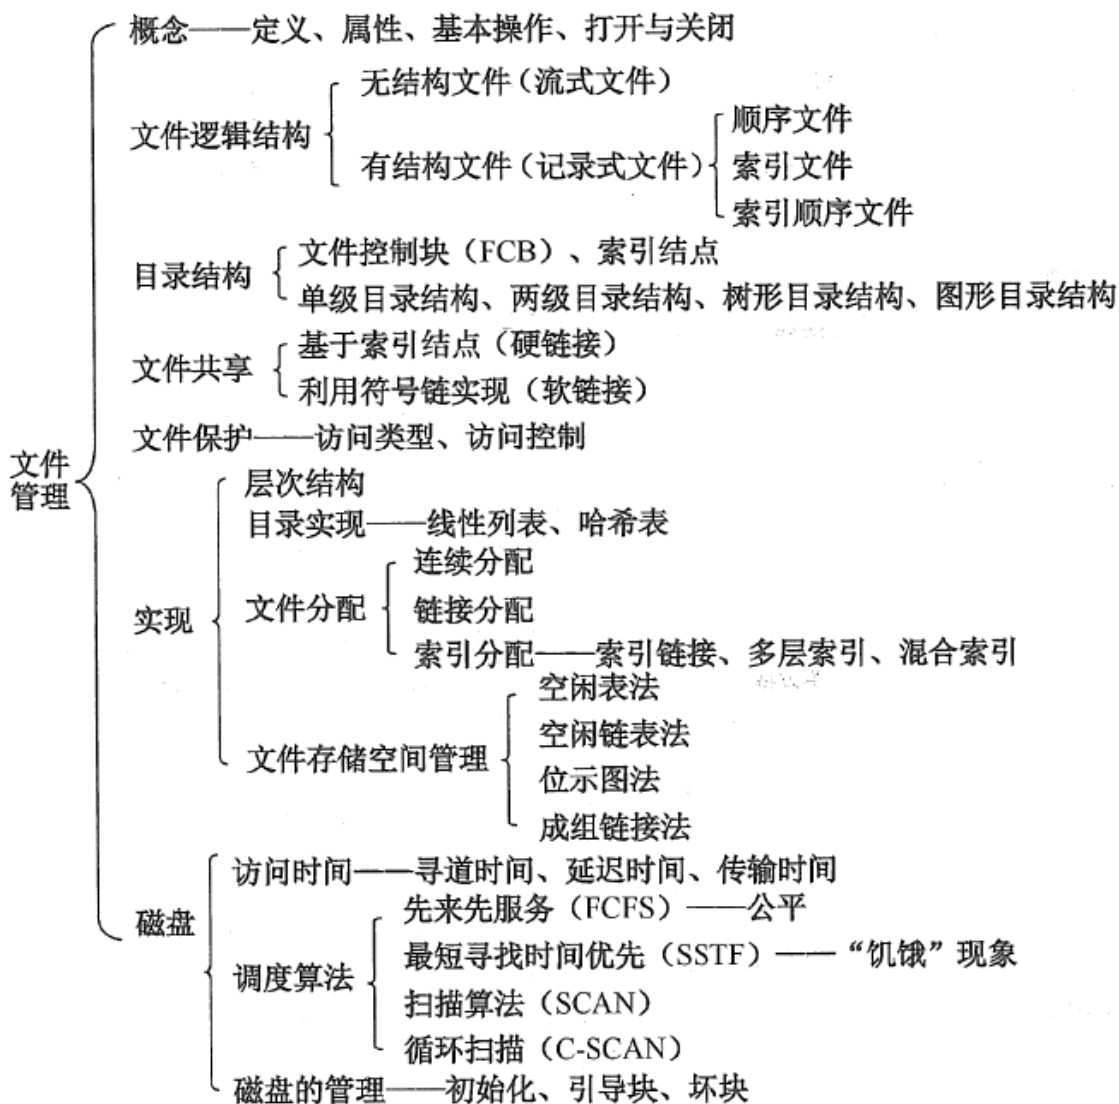 概念——定义、属性、基本操作、打开与关闭
无结构文件（流式文件）
文件逻辑结构
有结构文件（记录式文件）
顺序文件
索引文件
索引顺序文件
目录结构
文件控制块（FCB）、索引结点
单级目录结构、两级目录结构、树形目录结构、图形目录结构
文件共享
基于索引结点（硬链接）
利用符号链实现（软链接）
文件保护——访问类型、访问控制
文件
管理
实现
层次结构
目录实现——线性列表、哈希表
文件分配
连续分配
链接分配
索引分配——索引链接、多层索引、混合索引
文件存储空间管理
空闲表法
空闲链表法
位示图法
成组链接法
磁盘
访问时间——寻道时间、延迟时间、传输时间
调度算法
先来先服务（FCFS）——公平
最短寻找时间优先（SSTF）——“饥饿”现象
扫描算法（SCAN）
循环扫描（C-SCAN）
磁盘的管理——初始化、引导块、坏块